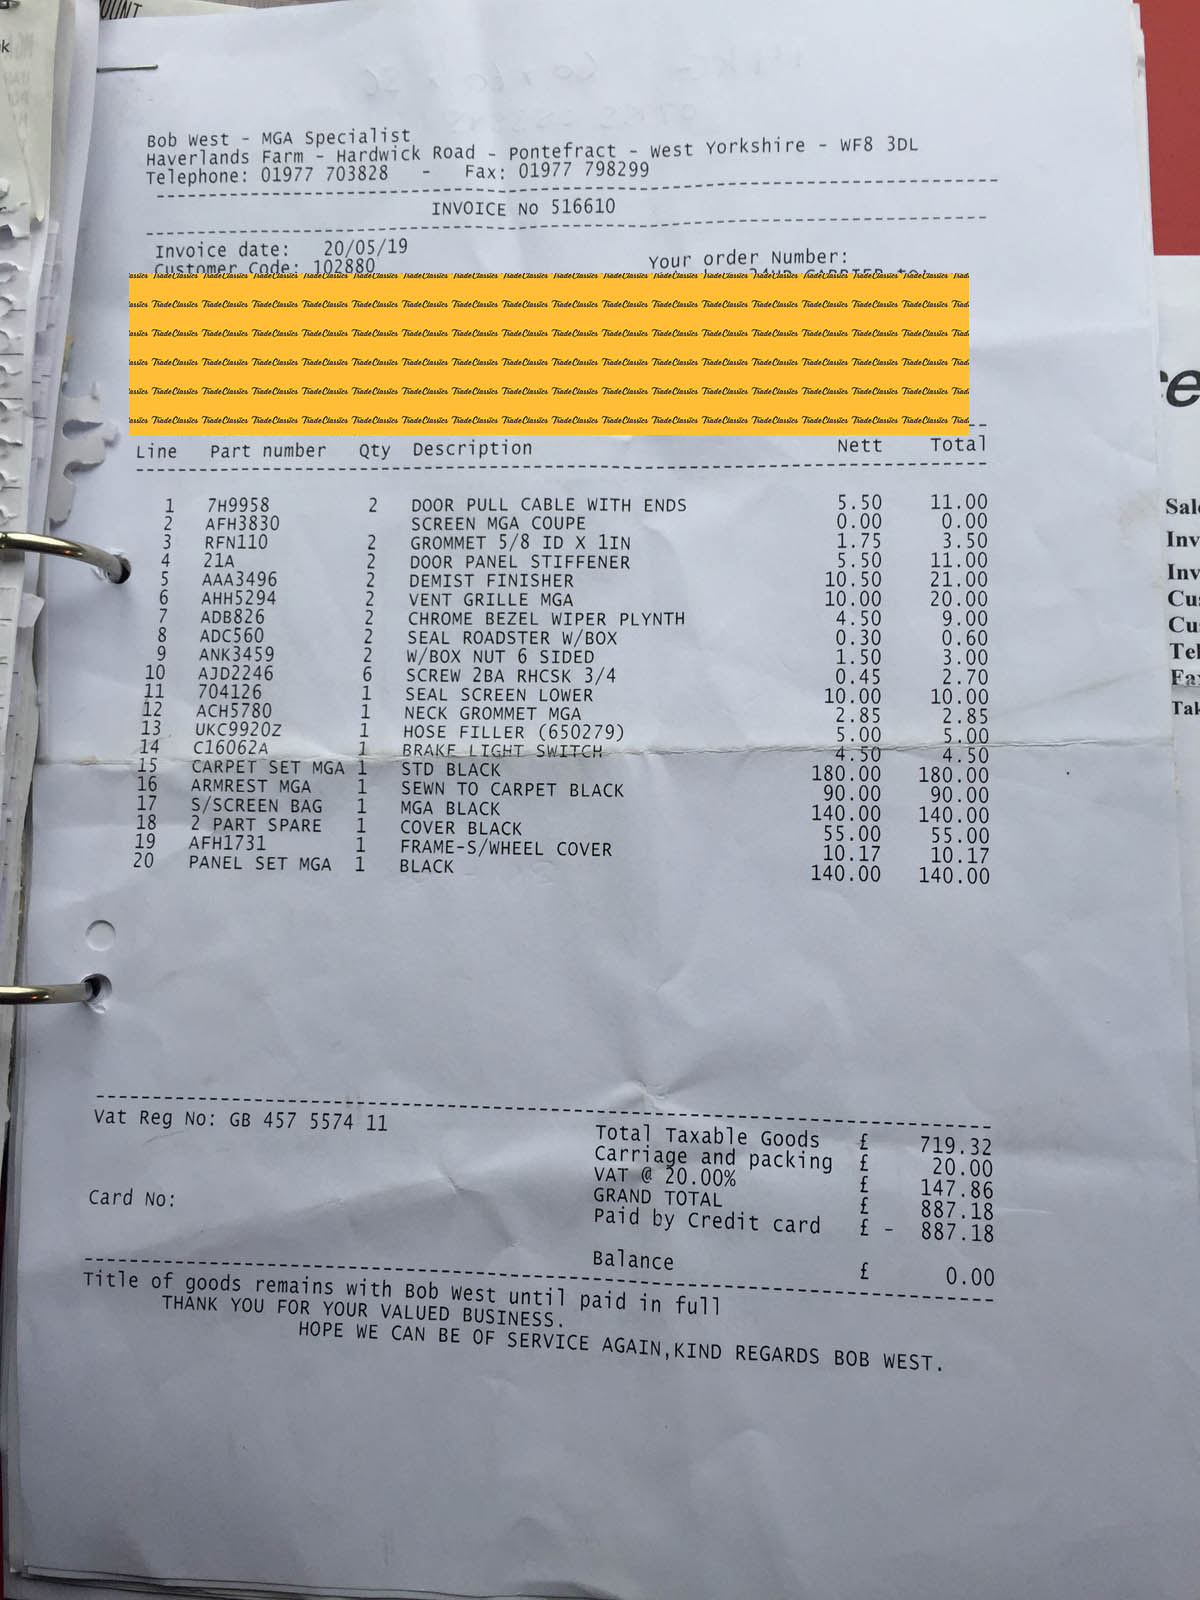 OUNT
Bob West - MGA Specialist
Haverlands Farm - Hardwick Road - Pontefract - West Yorkshire - WF8 3DL
Telephone: 01977 703828 - Fax: 01977 798299
INVOICE No 516610
Invoice date: 20/05/19
Your order Number:
Customer Code: 102880
24HR CARRIER
TradeClassics
Line Part number Qty Description Nett Total
1 7H9958 2 DOOR PULL CABLE WITH ENDS 5.50 11.00
2 AFH3830 SCREEN MGA COUPE 0.00 0.00
3 RFN110 2 GROMMET 5/8 ID X 1IN 1.75 3.50
4 21A 2 DOOR PANEL STIFFENER 5.50 11.00
5 AAA3496 2 DEMIST FINISHER 10.50 21.00
6 AHH5294 2 VENT GRILLE MGA 10.00 20.00
7 ADB826 2 CHROME BEZEL WIPER PLYNTH 4.50 9.00
8 ADC560 2 SEAL ROADSTER W/BOX 0.30 0.60
9 ANK3459 2 W/BOX NUT 6 SIDED 1.50 3.00
10 AJD2246 6 SCREW 2BA RHCSK 3/4 0.45 2.70
11 704126 1 SEAL SCREEN LOWER 10.00 10.00
12 ACH5780 1 NECK GROMMET MGA 2.85 2.85
13 UKC9920Z 1 HOSE FILLER (650279) 5.00 5.00
14 C16062A 1 BRAKE LIGHT SWITCH 4.50 4.50
15 CARPET SET MGA 1 STD BLACK 180.00 180.00
16 ARMREST MGA 1 SEWN TO CARPET BLACK 90.00 90.00
17 S/SCREEN BAG 1 MGA BLACK 140.00 140.00
18 2 PART SPARE 1 COVER BLACK 55.00 55.00
19 AFH1731 1 FRAME-S/WHEEL COVER 10.17 10.17
20 PANEL SET MGA 1 BLACK 140.00 140.00
Vat Reg No: GB 457 5574 11
Total Taxable Goods £ 719.32
Carriage and packing £ 20.00
VAT @ 20.00% £ 147.86
Card No:
GRAND TOTAL £ 887.18
Paid by Credit card £ - 887.18
Balance £ 0.00
Title of goods remains with Bob West until paid in full
THANK YOU FOR YOUR VALUED BUSINESS.
HOPE WE CAN BE OF SERVICE AGAIN,KIND REGARDS BOB WEST.
ce
Sal
Inv
Inv
Cus
Cus
Tel
Fax
Tak